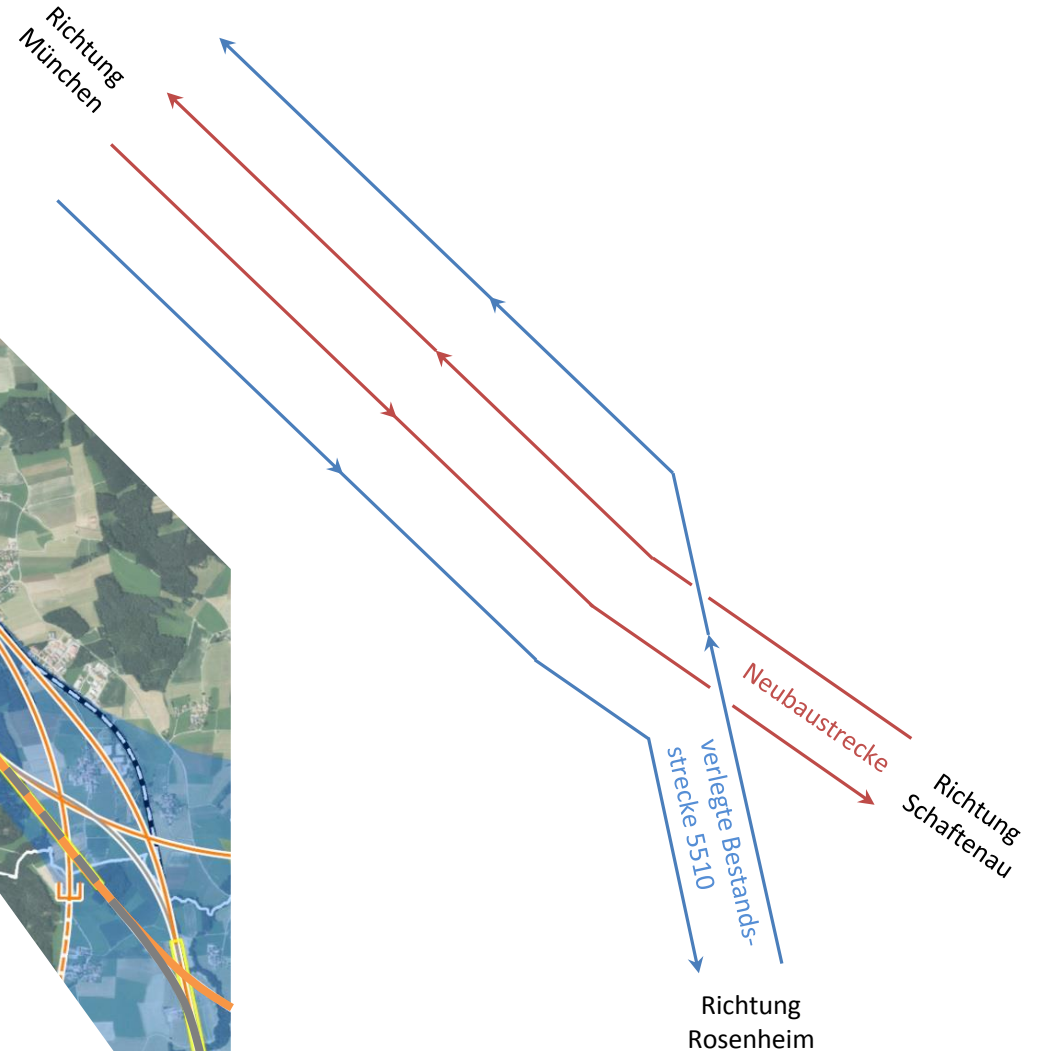 Richtung
München
Neubaustrecke
verlegte Bestands-
strecke 5510
Richtung
Schaftenau
Richtung
Rosenheim